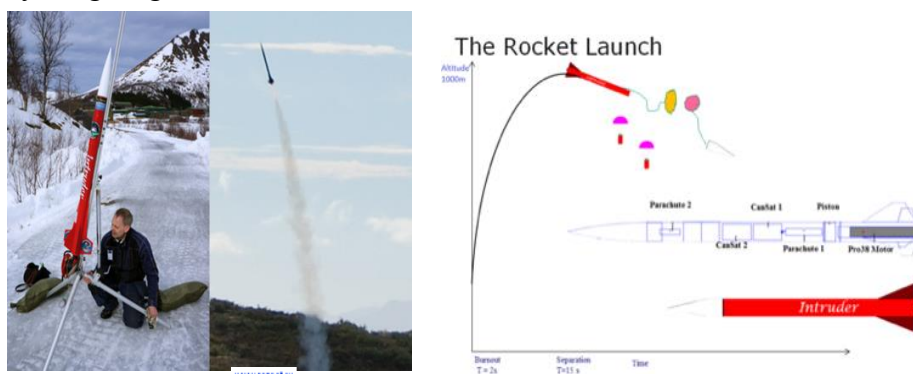 Intruder
The Rocket Launch
Altitude
1000m
Parachute 2
CanSat 1
Piston
CanSat 2
Parachute 1
Pro38 Motor
Intruder
Burnout
T = 2s
Separation
T=15 s
Time